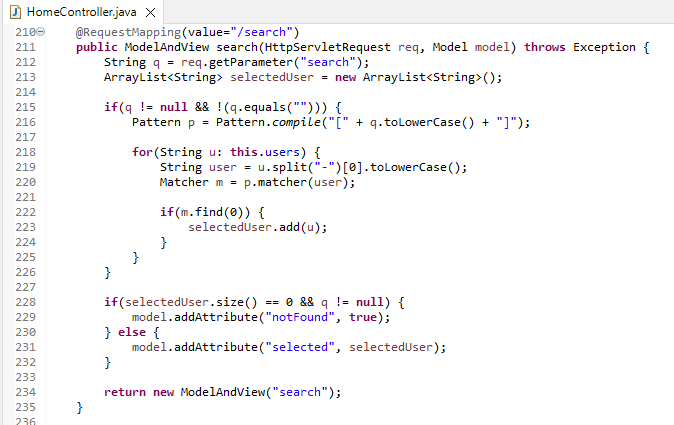 HomeController.java
210 @RequestMapping(value="/search")
211 public ModelAndView search(HttpServletRequest req, Model model) throws Exception {
212 String q = req.getParameter("search");
213 ArrayList<String> selectedUser = new ArrayList<String>();
214
215 if(q != null && !(q.equals(""))) {
216 Pattern p = Pattern.compile("[" + q.toLowerCase() + "]");
217
218 for(String u: this.users) {
219 String user = u.split("-")[0].toLowerCase();
220 Matcher m = p.matcher(user);
221
222 if(m.find(0)) {
223 selectedUser.add(u);
224 }
225 }
226 }
227
228 if(selectedUser.size() == 0 && q != null) {
229 model.addAttribute("notFound", true);
230 } else {
231 model.addAttribute("selected", selectedUser);
232 }
233
234 return new ModelAndView("search");
235 }
236